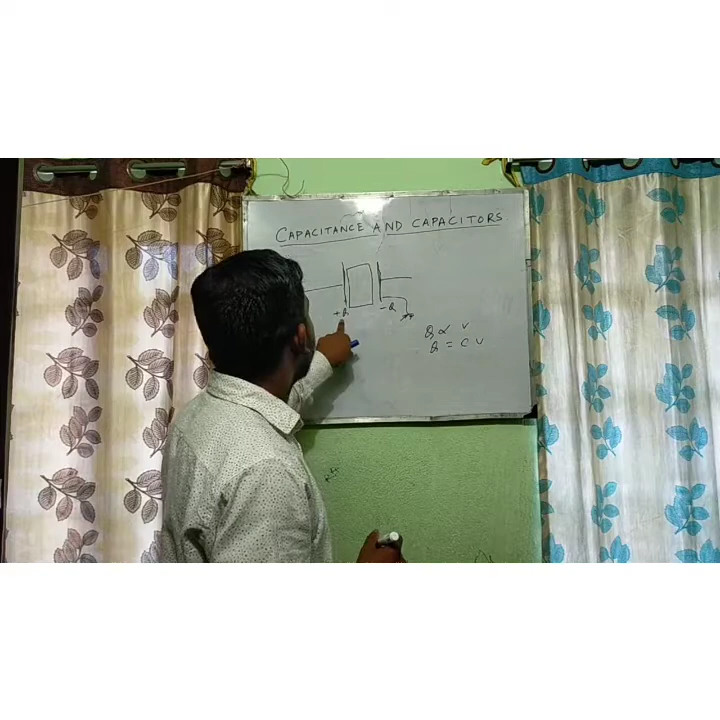 CAPACITANCE AND CAPACITORS
+Q -Q
Q ∝ V
Q = CV